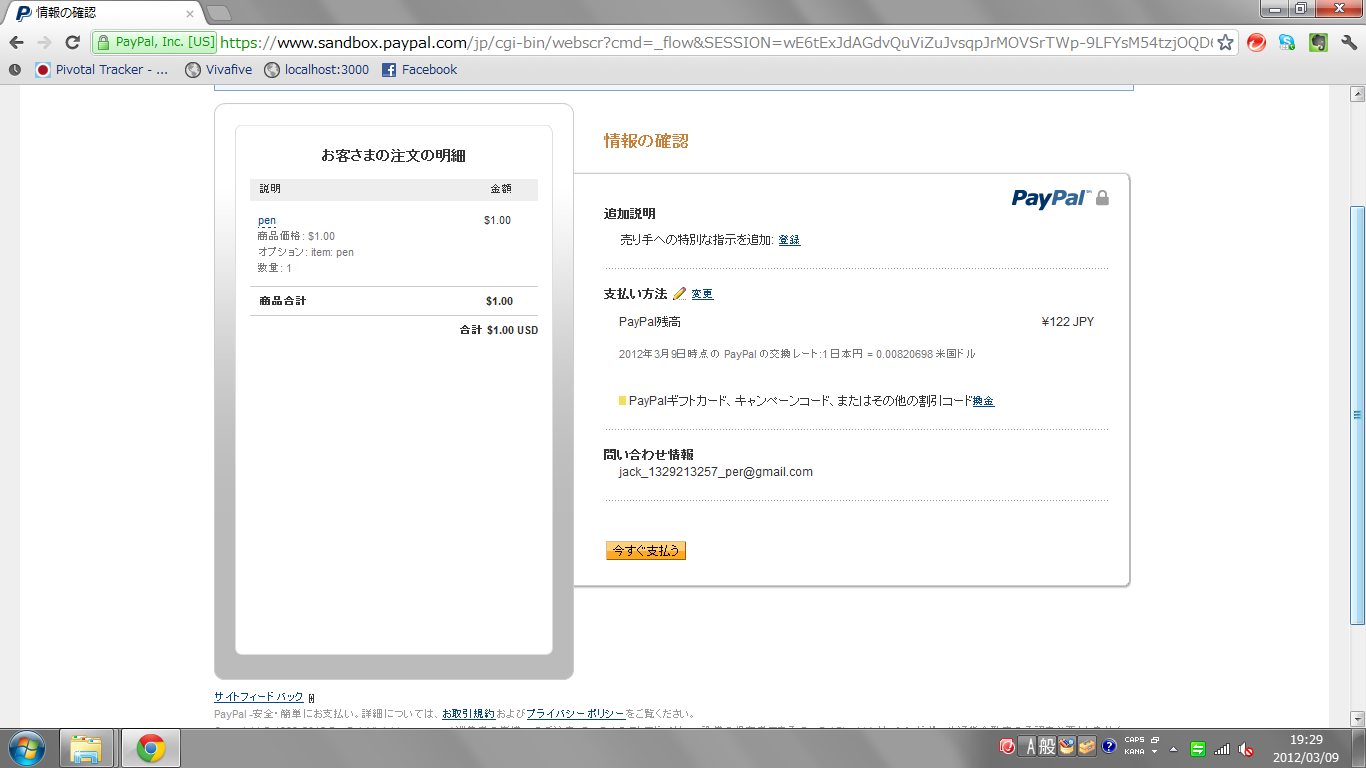 情報の確認
PayPal, Inc. [US] https://www.sandbox.paypal.com/jp/cgi-bin/webscr?cmd=_flow&SESSION=wE6tExJdAGdvQuViZuJvsqpJrMOVSrTWp-9LFYsM54tzjOQD
Pivotal Tracker - ... Vivafive localhost:3000 Facebook
お客さまの注文の明細
説明 金額
pen $1.00
商品価格: $1.00
オプション: item: pen
数量: 1
商品合計 $1.00
合計 $1.00 USD
情報の確認
PayPal
追加説明
売り手への特別な指示を追加: 登録
支払い方法 変更
PayPal残高 ¥122 JPY
2012年3月9日時点の PayPal の交換レート:1 日本円 = 0.00820698 米国ドル
PayPalギフトカード、キャンペーンコード、またはその他の割引コード換金
問い合わせ情報
jack_1329213257_per@gmail.com
今すぐ支払う
サイトフィードバック
PayPal -安全・簡単にお支払い。詳細については、お取引規約およびプライバシーポリシーをご覧ください。
A 般 CAPS KANA
19:29
2012/03/09